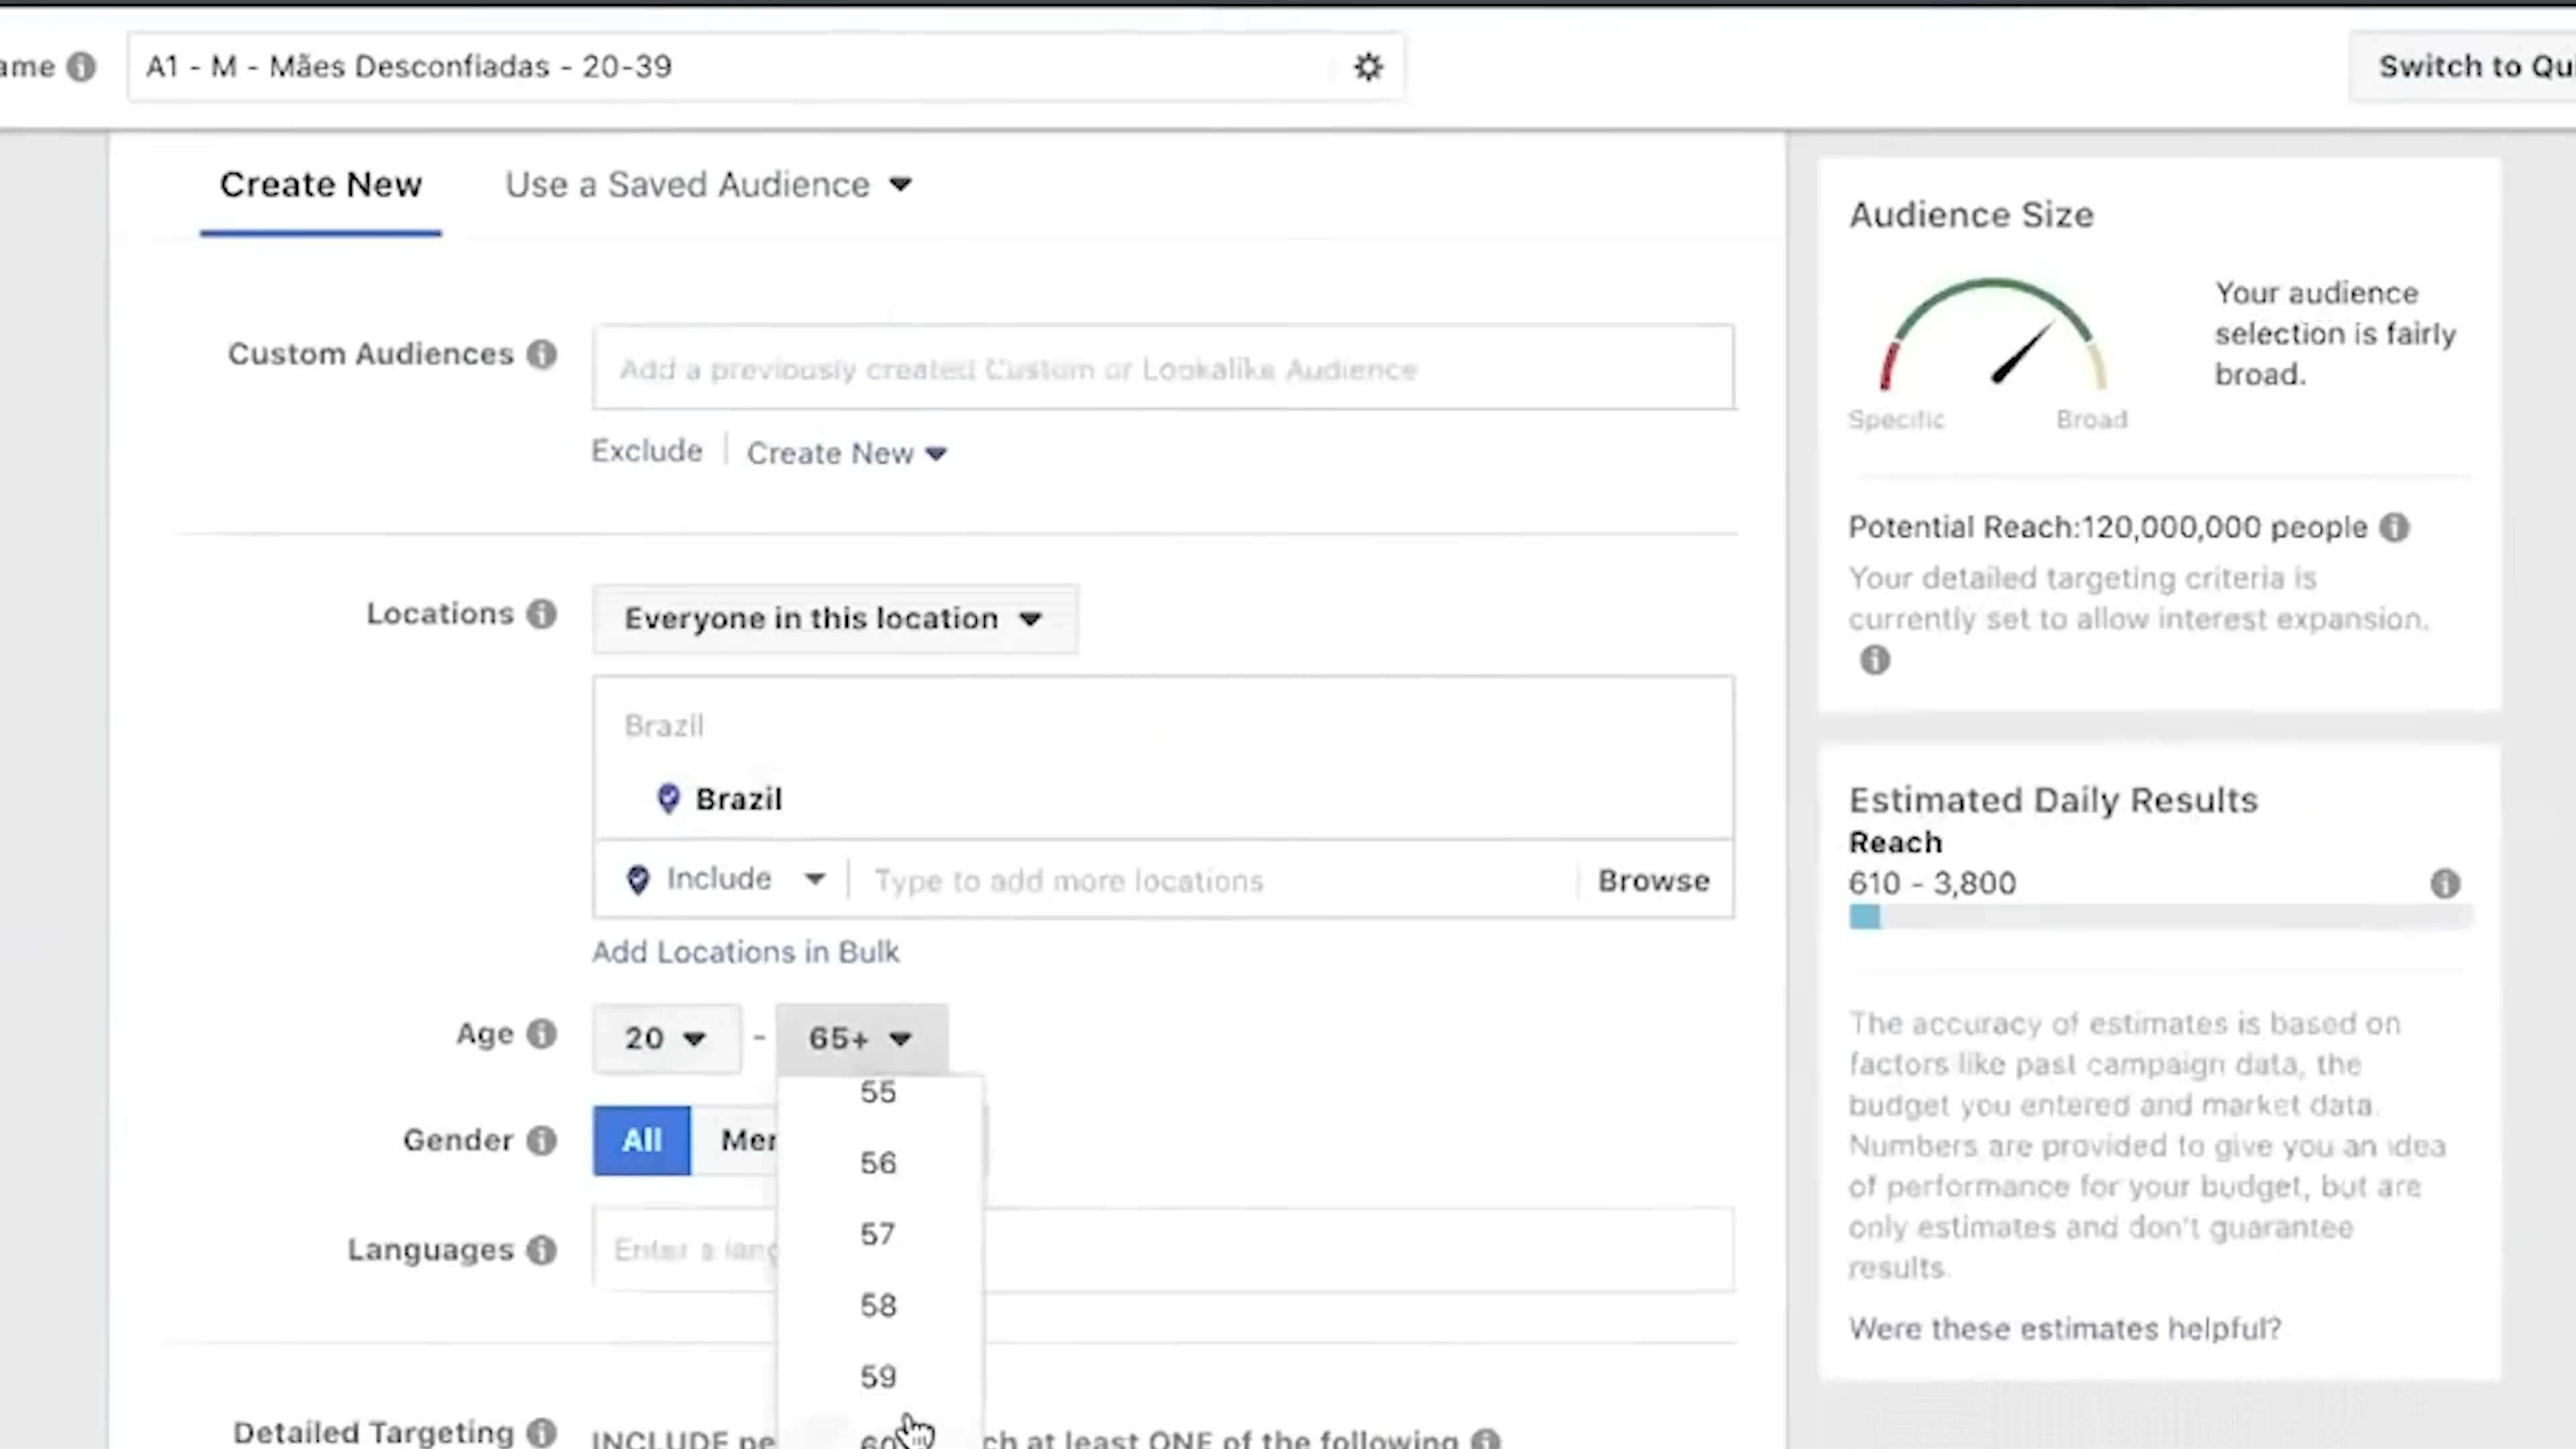 ame
A1 - M - Mães Desconfiadas - 20-39
Switch to Qui
Create New
Use a Saved Audience
Custom Audiences
Add a previously created Custom or Lookalike Audience
Exclude
Create New
Locations
Everyone in this location
Brazil
Brazil
Include
Type to add more locations
Browse
Add Locations in Bulk
Age
20 - 65+
55
Gender
All
Mer
56
57
Languages
Enter a lang
58
59
Detailed Targeting
INCLUDE pe
60
ch at least ONE of the following
Audience Size
Your audience
selection is fairly
broad.
Specific
Broad
Potential Reach:120,000,000 people
Your detailed targeting criteria is
currently set to allow interest expansion.
Estimated Daily Results
Reach
610 - 3,800
The accuracy of estimates is based on
factors like past campaign data, the
budget you entered and market data.
Numbers are provided to give you an idea
of performance for your budget, but are
only estimates and don't guarantee
results.
Were these estimates helpful?